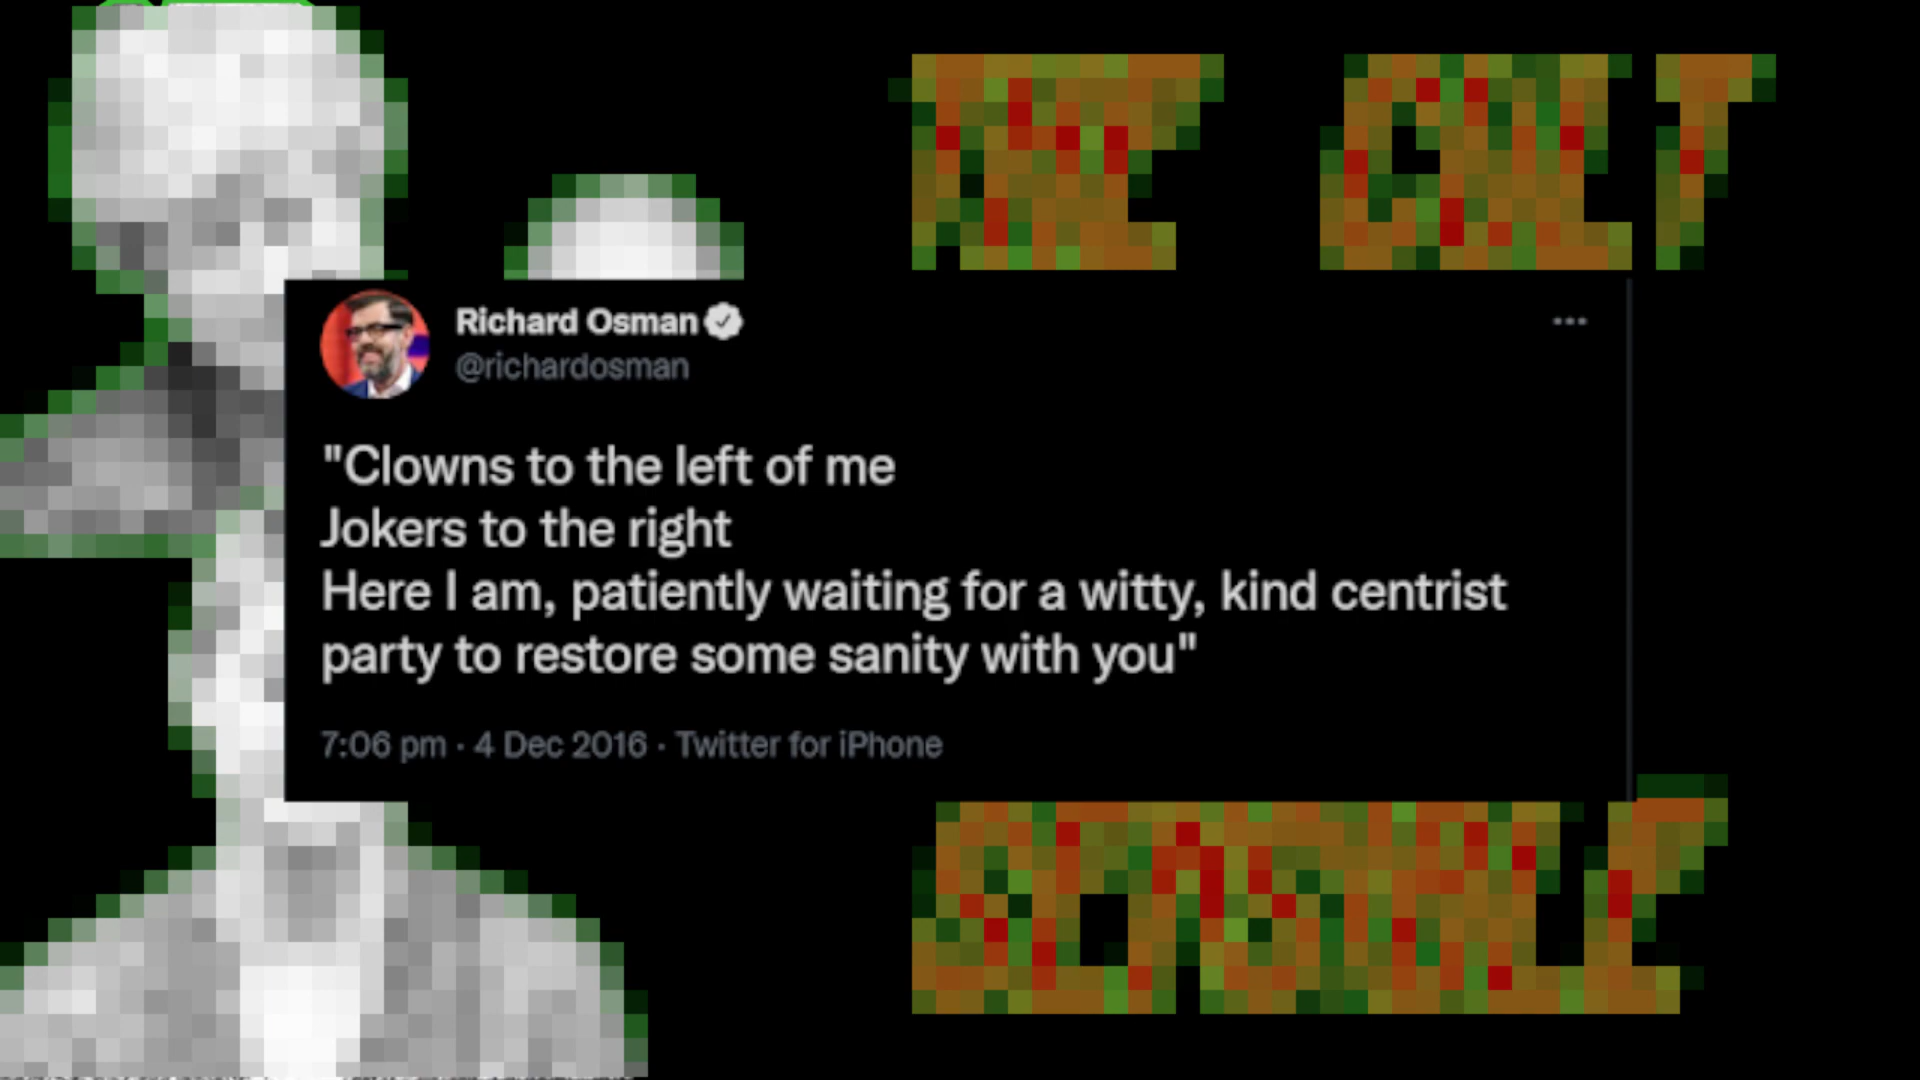 Richard Osman
@richardosman
"Clowns to the left of me
Jokers to the right
Here I am, patiently waiting for a witty, kind centrist
party to restore some sanity with you"
7:06 pm · 4 Dec 2016 · Twitter for iPhone